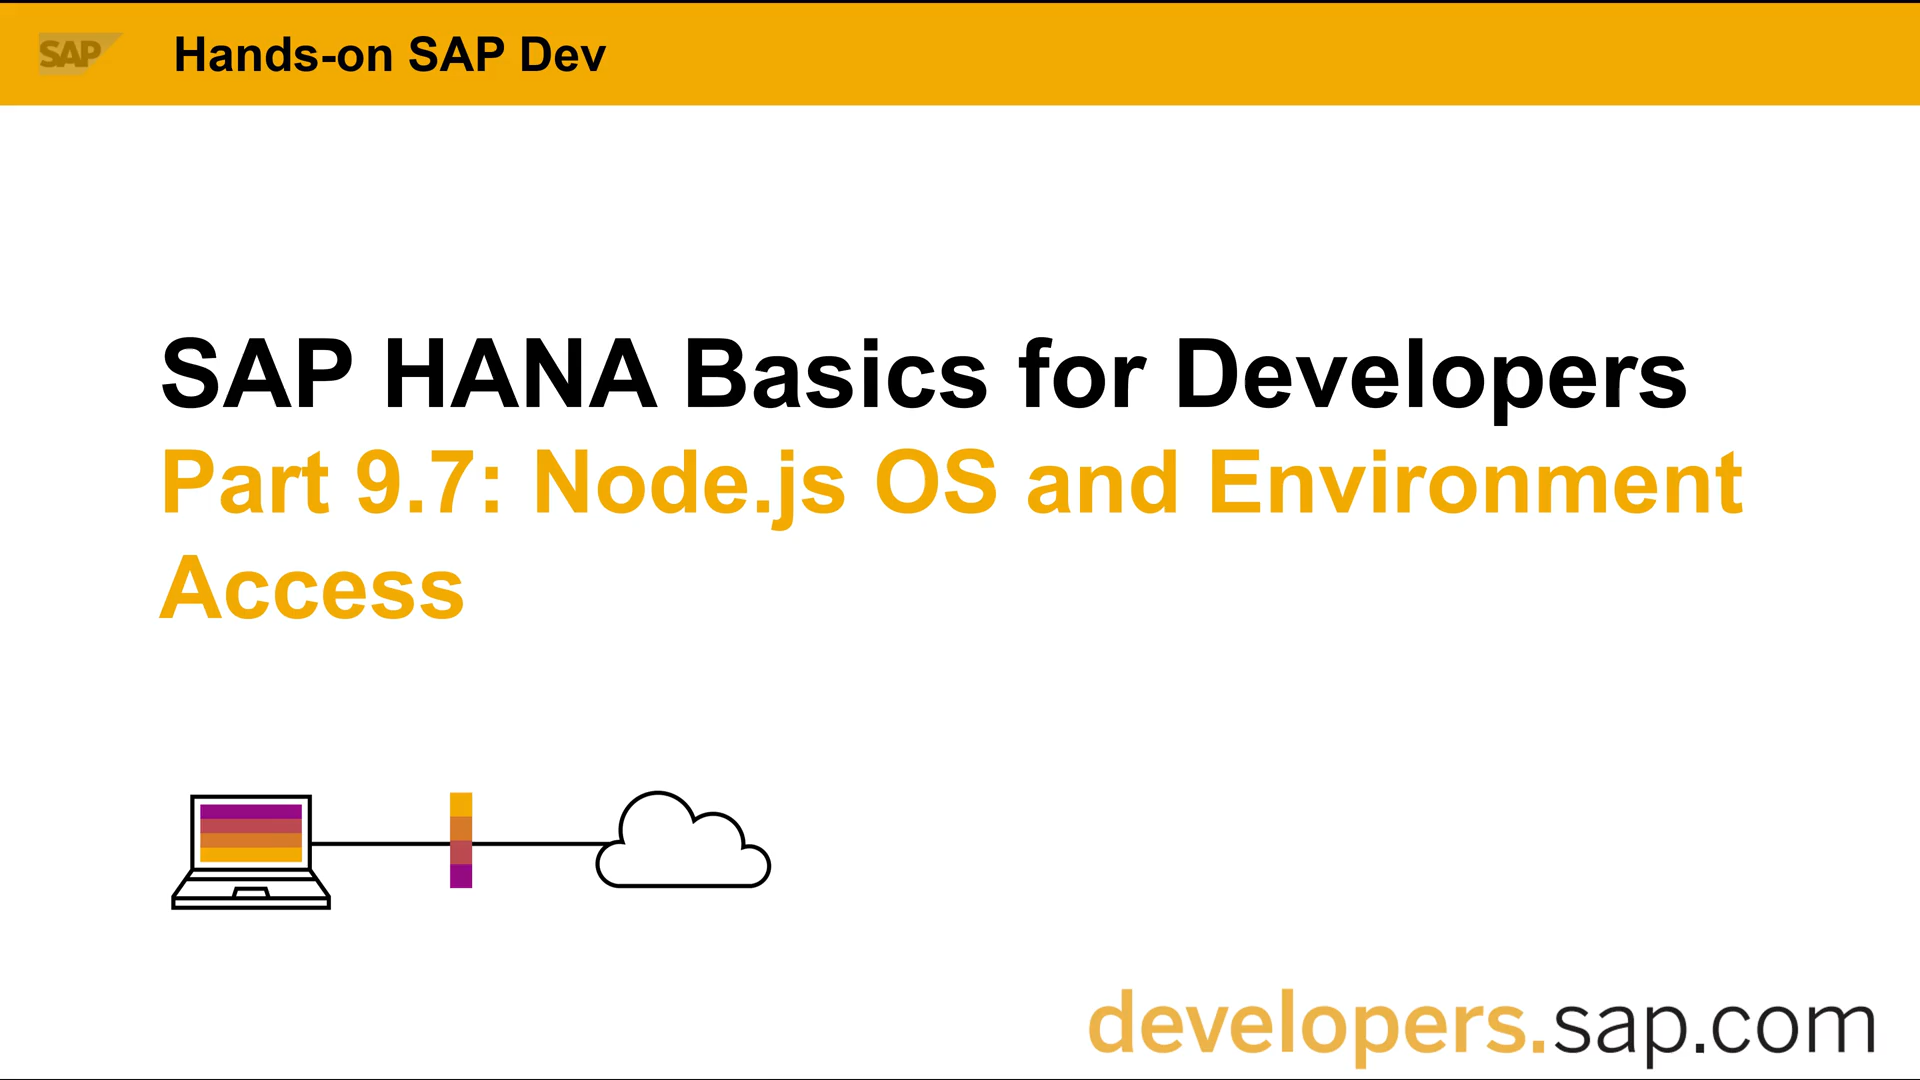 SAP
Hands-on SAP Dev
SAP HANA Basics for Developers
Part 9.7: Node.js OS and Environment
Access
developers.sap.com